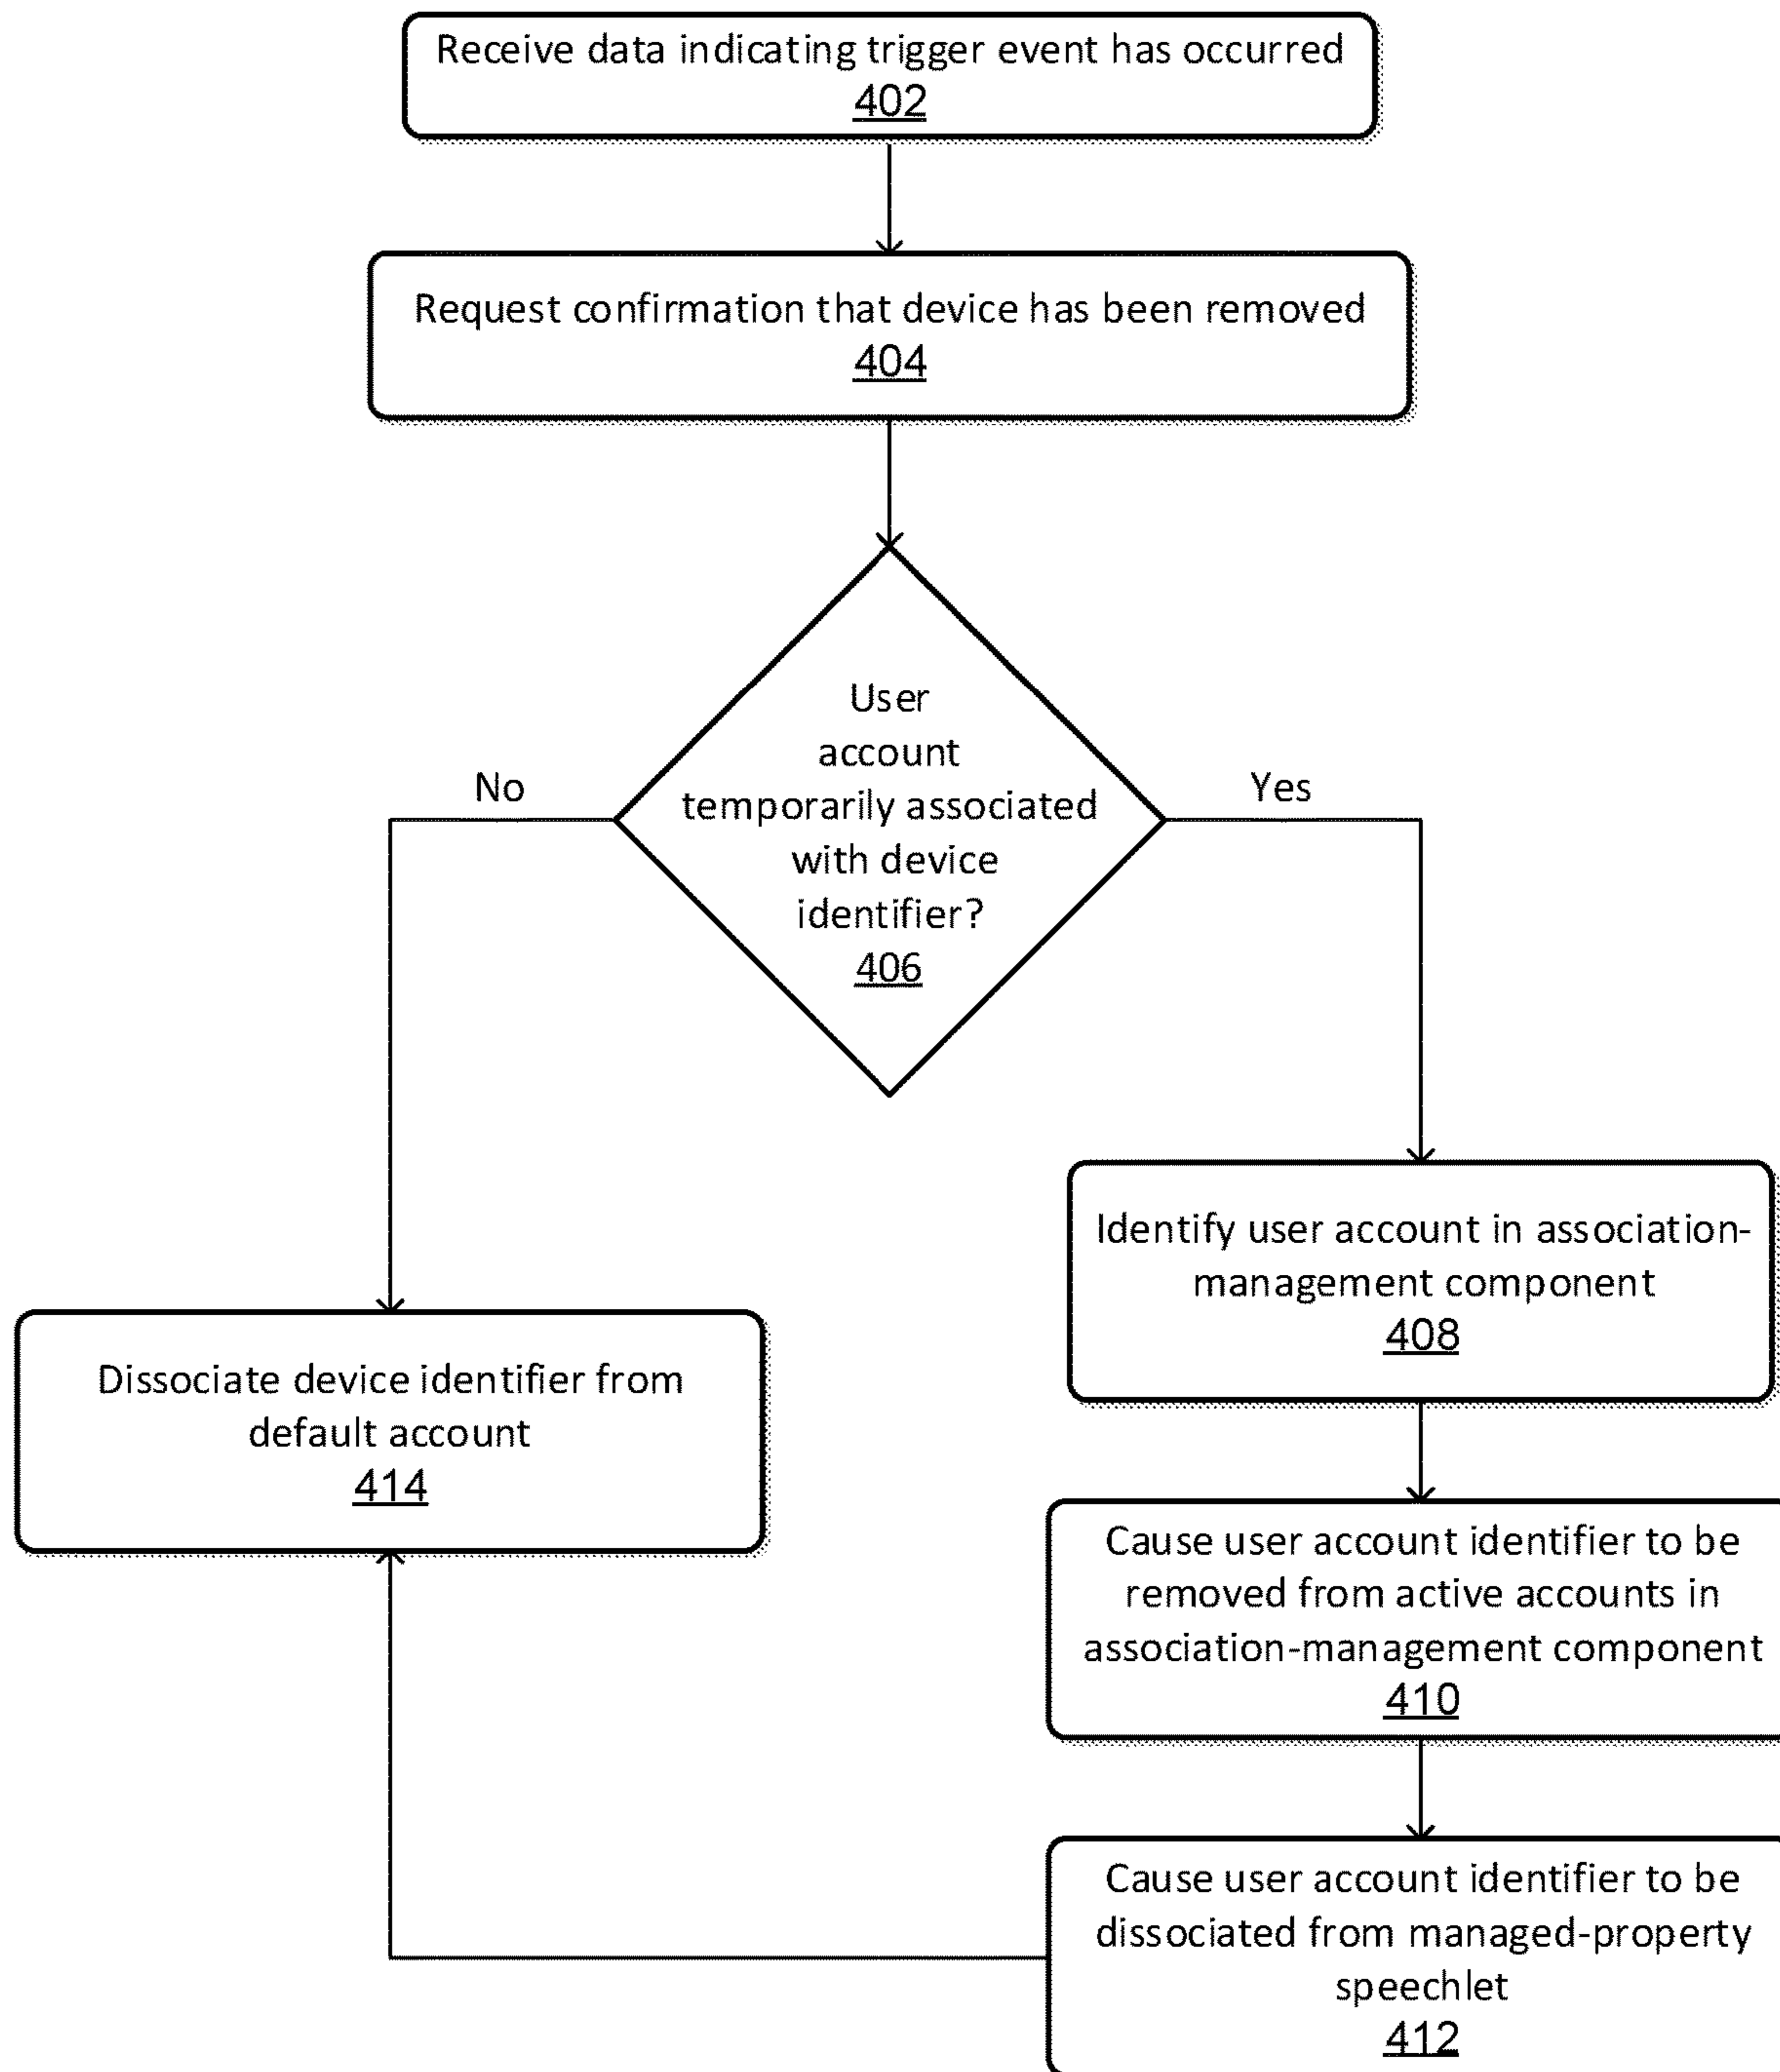 Receive data indicating trigger event has occurred
402
Request confirmation that device has been removed
404
User
account
temporarily associated
with device
identifier?
406
No
Yes
Identify user account in association-
management component
408
Dissociate device identifier from
default account
414
Cause user account identifier to be
removed from active accounts in
association-management component
410
Cause user account identifier to be
dissociated from managed-property
speechlet
412